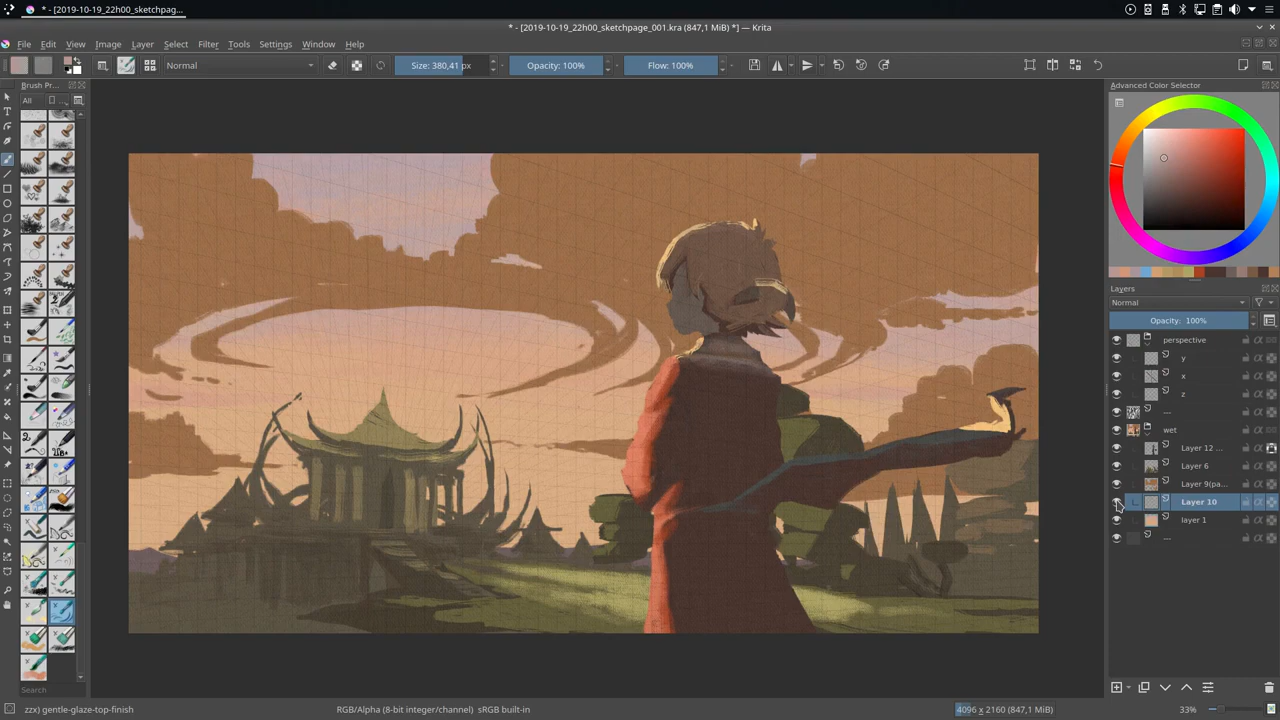 * - [2019-10-19_22h00_sketchpag...
* - [2019-10-19_22h00_sketchpage_001.kra (847,1 MiB) *] — Krita
File Edit View Image Layer Select Filter Tools Settings Window Help
Normal Size: 380,41 px Opacity: 100% Flow: 100%
Brush Pr...
All
Advanced Color Selector
Layers
Normal
Opacity: 100%
perspective
y
x
z
...
wet
Layer 12 ...
Layer 6
Layer 9(pa...
Layer 10
layer 1
...
Search
zzx) gentle-glaze-top-finish RGB/Alpha (8-bit integer/channel) sRGB built-in 4096 x 2160 (847,1 MiB) 33%